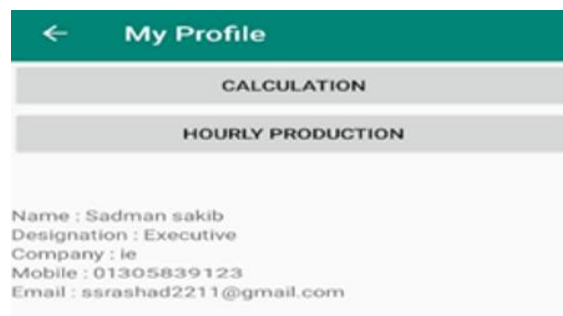 My Profile
CALCULATION
HOURLY PRODUCTION
Name : Sadman sakib
Designation : Executive
Company : ie
Mobile : 01305839123
Email : ssrashad2211@gmail.com